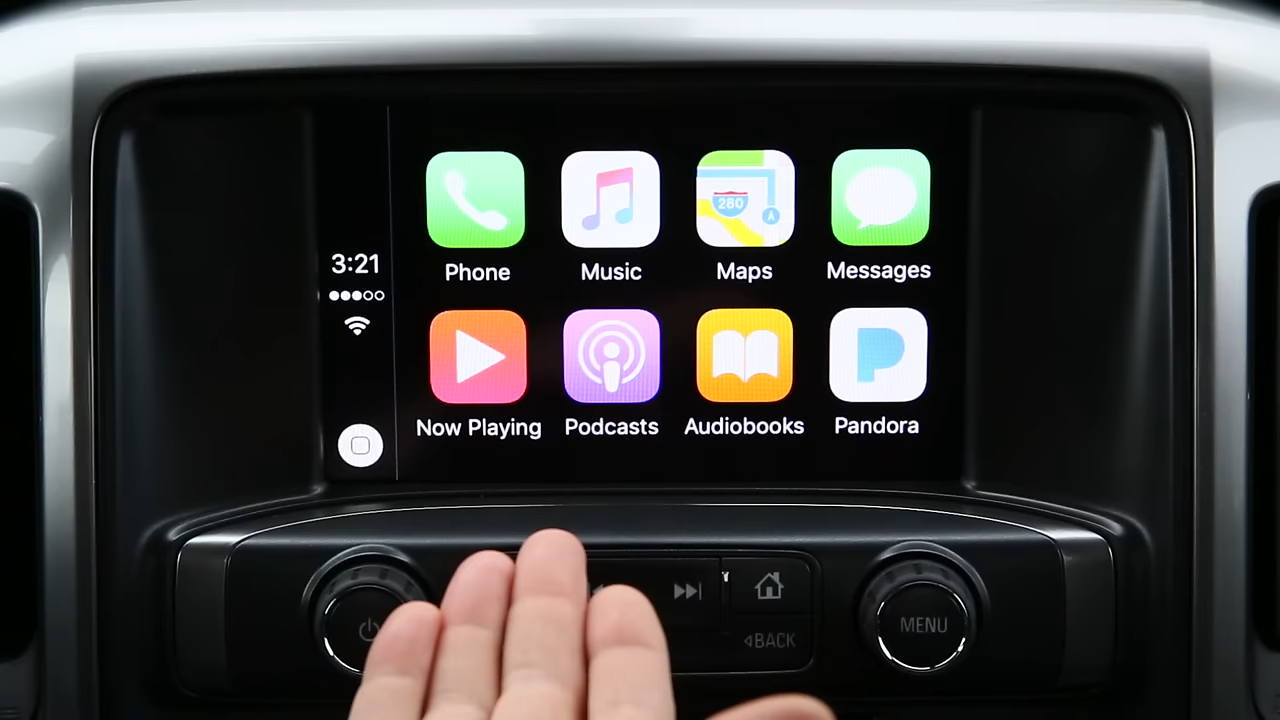 Phone Music Maps Messages
280
3:21
Now Playing Podcasts Audiobooks Pandora
MENU
BACK